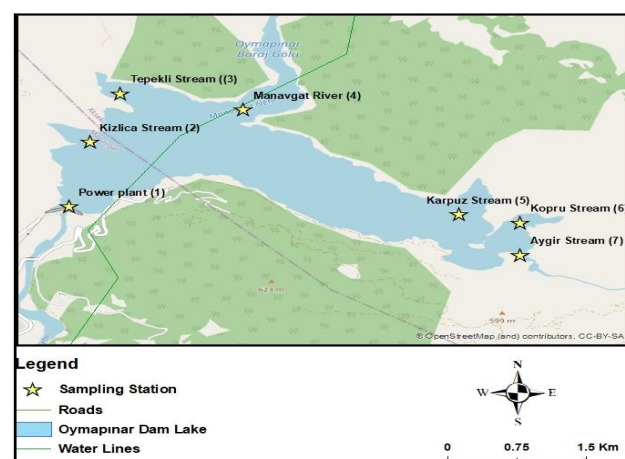 Oymapınar
Baraj Gölü
Tepekli Stream ((3)
Manavgat River (4)
Kizlica Stream (2)
Power plant (1)
Karpuz Stream (5)
Kopru Stream (6)
Aygir Stream (7)
623 m
599 m
© OpenStreetMap (and) contributors, CC-BY-SA
Legend
Sampling Station
Roads
Oymapınar Dam Lake
Water Lines
N
W
E
S
0 0.75 1.5 Km